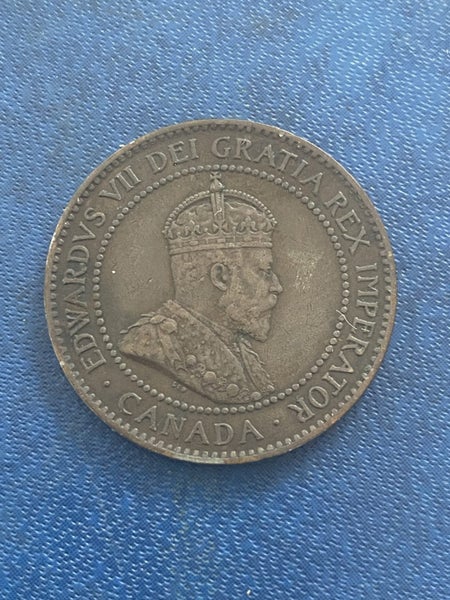 EDWARDVS VII DEI GRATIA REX IMPERATOR
· CANADA ·